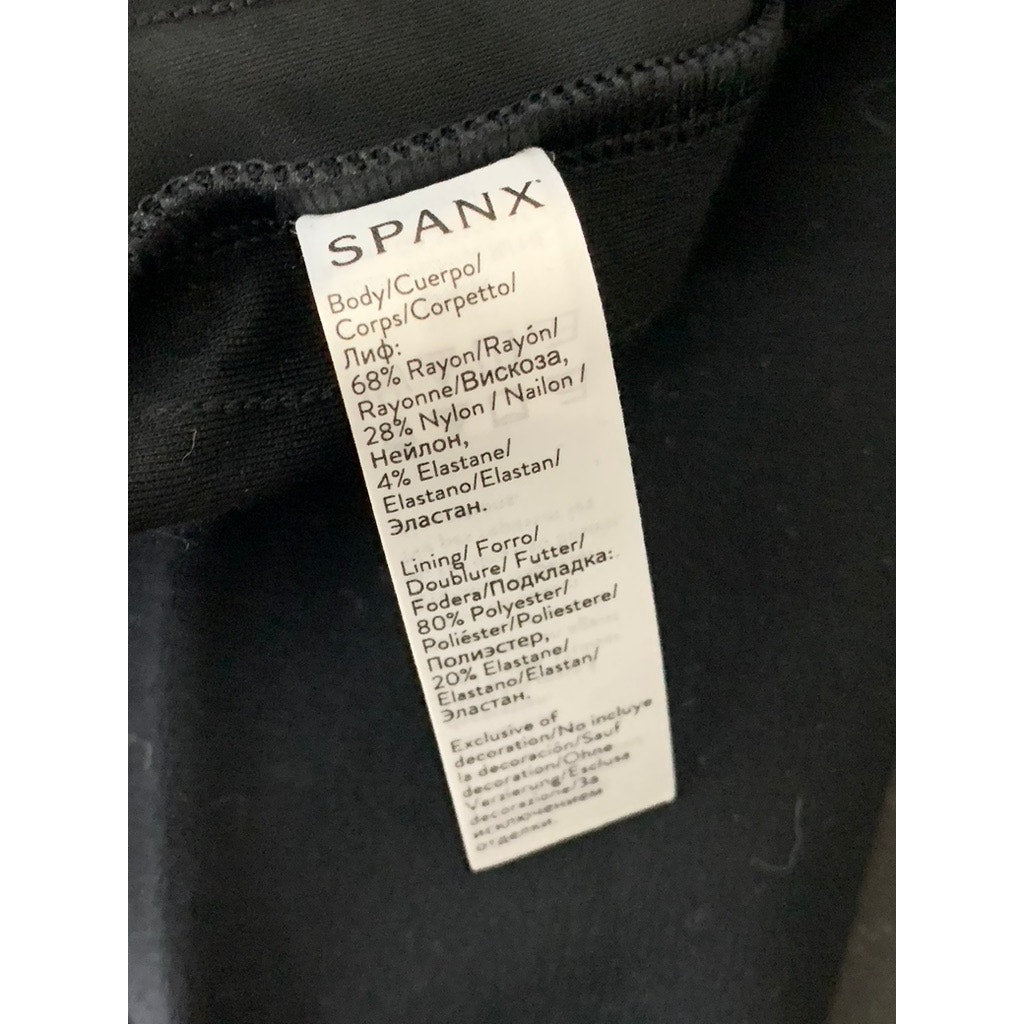 SPANX
Body/Cuerpo/
Corps/Corpetto/
Лиф:
68% Rayon/Rayón/
Rayonne/Вискоза,
28% Nylon / Nailon /
Нейлон,
4% Elastane/
Elastano/Elastan/
Эластан.
Lining/ Forro/
Doublure/ Futter/
Fodera/Подкладка:
80% Polyester/
Poliéster/Poliestere/
Полиэстер,
20% Elastane/
Elastano/Elastan/
Эластан.
Exclusive of
decoration/No incluye
la decoración/Sauf
decoration/Ohne
Verzierung/Escluse
decorazione/За
исключением
отделки.